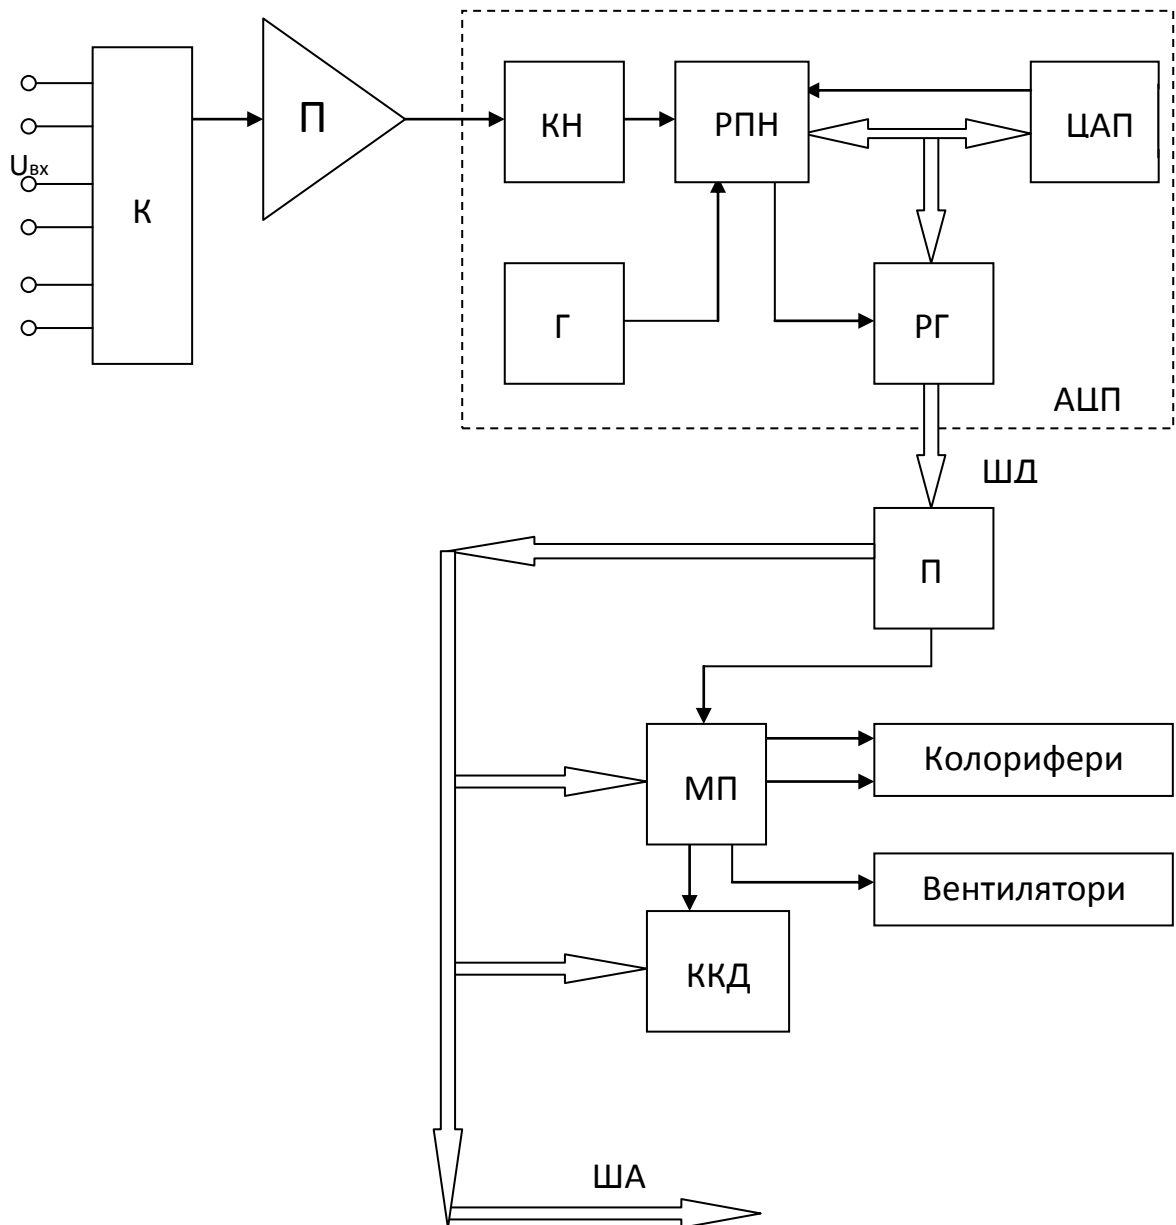 Uвх
К
П
КН
РПН
ЦАП
Г
РГ
АЦП
ШД
П
МП
Колорифери
Вентилятори
ККД
ША